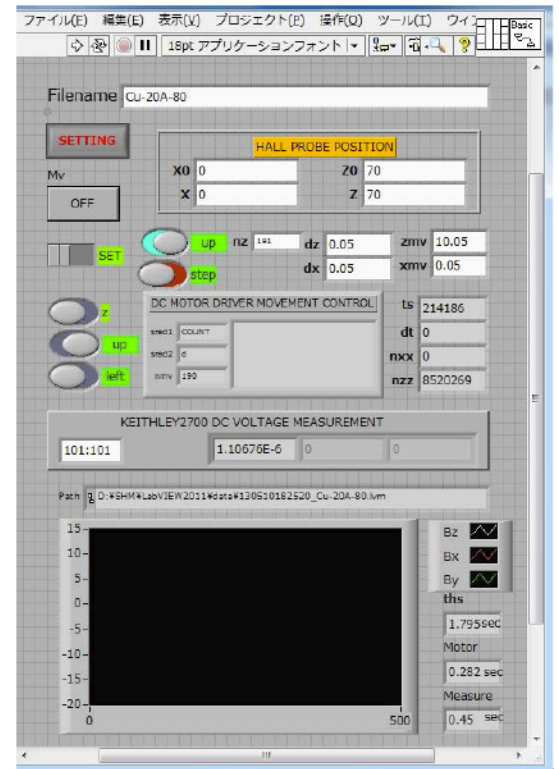 ファイル(F) 編集(E) 表示(V) プロジェクト(P) 操作(O) ツール(T)
18pt アプリケーションフォント
Basic
Filename Cu-20A-80
SETTING
HALL PROBE POSITION
X0 0 Z0 70
X 0 Z 70
Mv
OFF
SET
up nz 191 dz 0.05 zmv 10.05
step dx 0.05 xmv 0.05
z
up
left
DC MOTOR DRIVER MOVEMENT CONTROL
COUNT
nmv 190
ts 214186
dt 0
nxx 0
nzz 8520269
KEITHLEY2700 DC VOLTAGE MEASUREMENT
101:101 1.10676E-6 0 0
Path D:¥SHM¥LabVIEW2011¥data¥130510182520_Cu-20A-80.lvm
15
10
5
0
-5
-10
-15
-20
0 500
Bz
Bx
By
ths
1.795sec
Motor
0.282 sec
Measure
0.45 sec